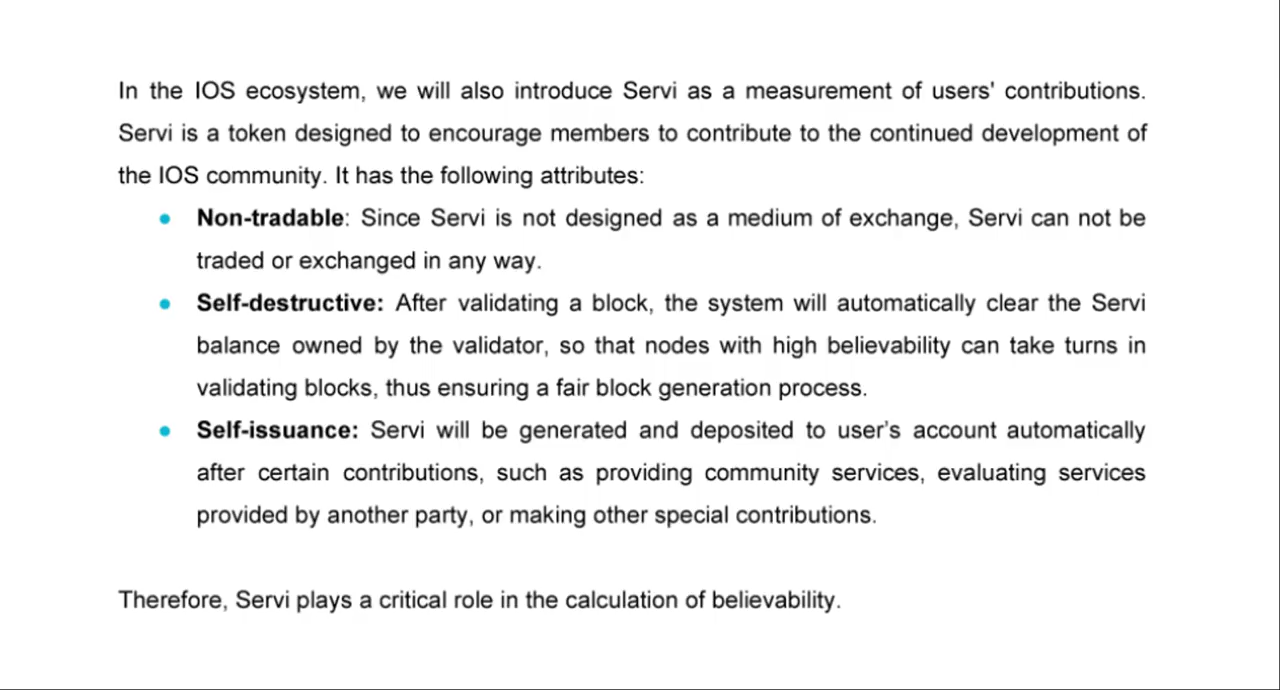 In the IOS ecosystem, we will also introduce Servi as a measurement of users' contributions.
Servi is a token designed to encourage members to contribute to the continued development of
the IOS community. It has the following attributes:
● Non-tradable: Since Servi is not designed as a medium of exchange, Servi can not be
traded or exchanged in any way.
● Self-destructive: After validating a block, the system will automatically clear the Servi
balance owned by the validator, so that nodes with high believability can take turns in
validating blocks, thus ensuring a fair block generation process.
● Self-issuance: Servi will be generated and deposited to user’s account automatically
after certain contributions, such as providing community services, evaluating services
provided by another party, or making other special contributions.
Therefore, Servi plays a critical role in the calculation of believability.